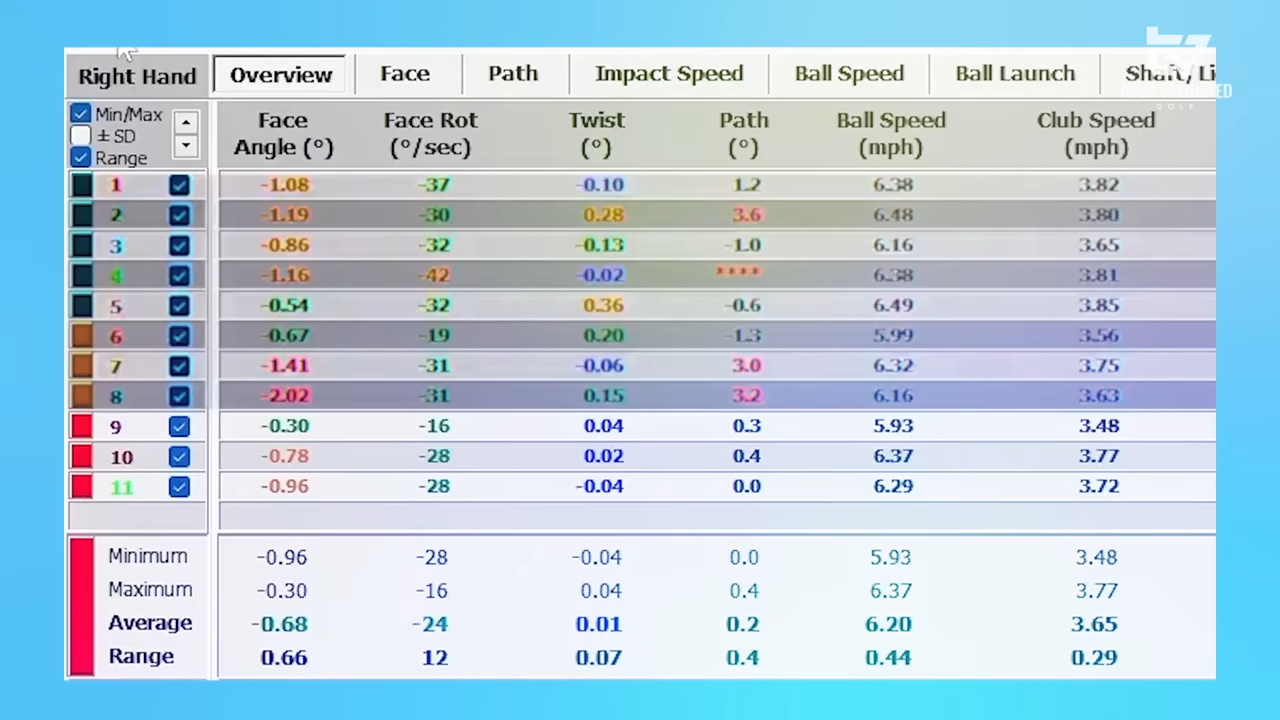 Right Hand Overview Face Path Impact Speed Ball Speed Ball Launch Shaft/Li
Min/Max
± SD
Range
Face Face Rot Twist Path Ball Speed Club Speed
Angle (°) (°/sec) (°) (°) (mph) (mph)
1 -1.08 -37 -0.10 1.2 6.38 3.82
2 -1.19 -30 0.28 3.6 6.48 3.80
3 -0.86 -32 -0.13 -1.0 6.16 3.65
4 -1.16 -42 -0.02 **** 6.38 3.81
5 -0.54 -32 0.36 -0.6 6.49 3.85
6 -0.67 -19 0.20 -1.3 5.99 3.56
7 -1.41 -31 -0.06 3.0 6.32 3.75
8 -2.02 -31 0.15 3.2 6.16 3.63
9 -0.30 -16 0.04 0.3 5.93 3.48
10 -0.78 -28 0.02 0.4 6.37 3.77
11 -0.96 -28 -0.04 0.0 6.29 3.72
Minimum -0.96 -28 -0.04 0.0 5.93 3.48
Maximum -0.30 -16 0.04 0.4 6.37 3.77
Average -0.68 -24 0.01 0.2 6.20 3.65
Range 0.66 12 0.07 0.4 0.44 0.29
GOLF